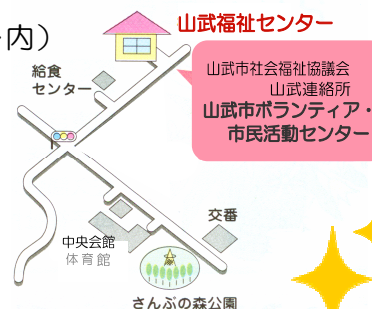 内）
山武福祉センター
給食
センター
山武市社会福祉協議会
山武連絡所
山武市ボランティア・
市民活動センター
交番
中央会館
体育館
さんぶの森公園